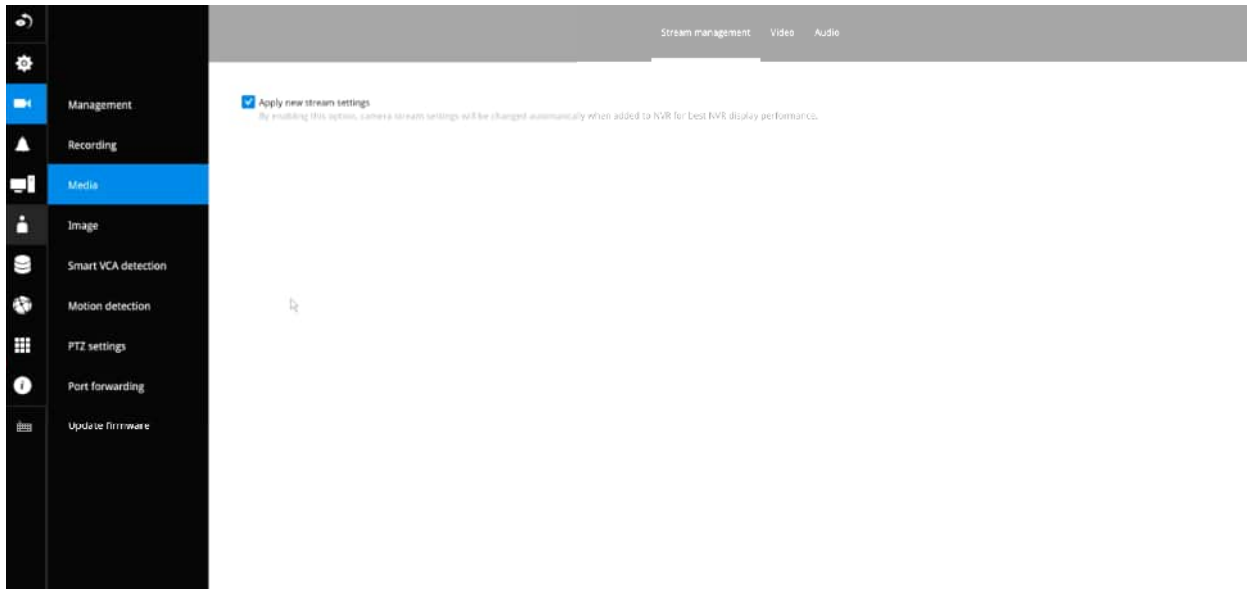 Stream management Video Audio
Management
Recording
Media
Image
Smart VCA detection
Motion detection
PTZ settings
Port forwarding
Update firmware
Apply new stream settings
By enabling this option, camera stream settings will be changed automatically when added to NVR for best NVR display performance.